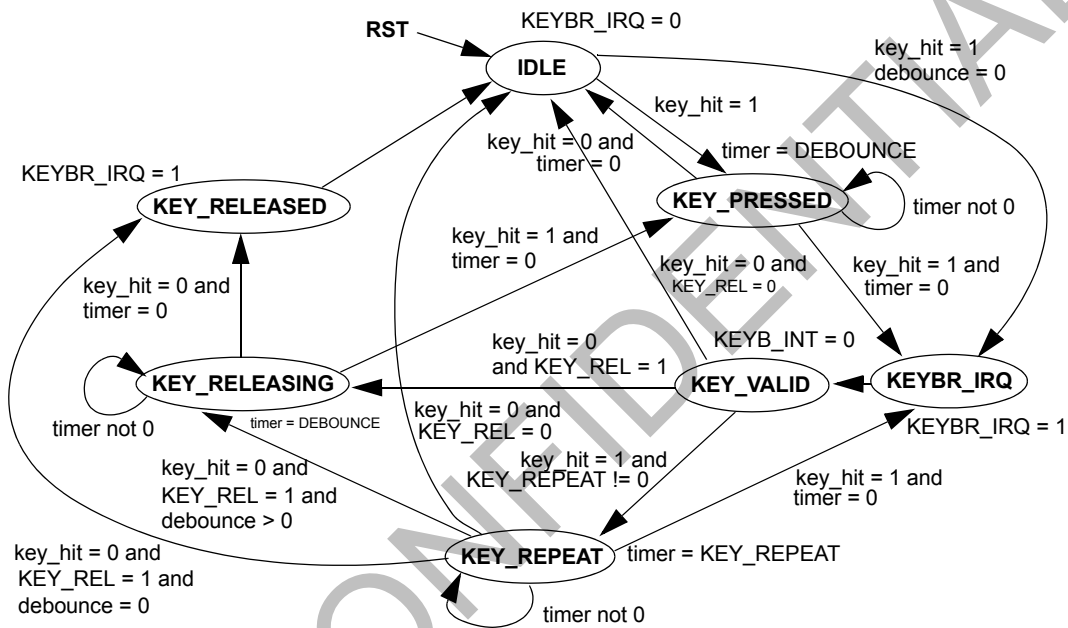 KEYBR_IRQ = 0
RST
IDLE
key_hit = 1
debounce = 0
key_hit = 1
key_hit = 0 and
timer = 0
timer = DEBOUNCE
KEYBR_IRQ = 1
KEY_RELEASED
KEY_PRESSED
timer not 0
key_hit = 1 and
timer = 0
key_hit = 0 and
KEY_REL = 0
key_hit = 1 and
timer = 0
key_hit = 0 and
timer = 0
key_hit = 0
and KEY_REL = 1
KEYB_INT = 0
KEY_RELEASING
KEY_VALID
KEYBR_IRQ
timer not 0
timer = DEBOUNCE
key_hit = 0 and
KEY_REL = 0
KEYBR_IRQ = 1
key_hit = 0 and
KEY_REL = 1 and
debounce > 0
key_hit = 1 and
KEY_REPEAT != 0
key_hit = 1 and
timer = 0
key_hit = 0 and
KEY_REL = 1 and
debounce = 0
KEY_REPEAT
timer = KEY_REPEAT
timer not 0
ONFIDENTIAL